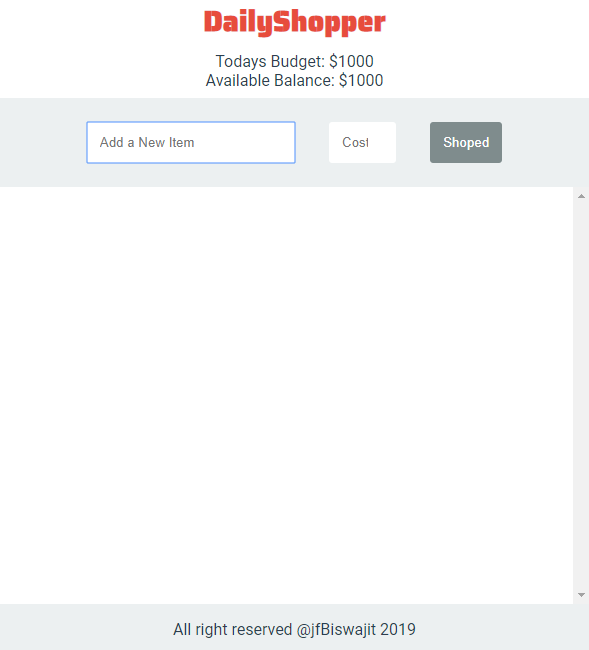 DailyShopper
Todays Budget: $1000
Available Balance: $1000
Add a New Item
Cost
Shoped
All right reserved @jfBiswajit 2019